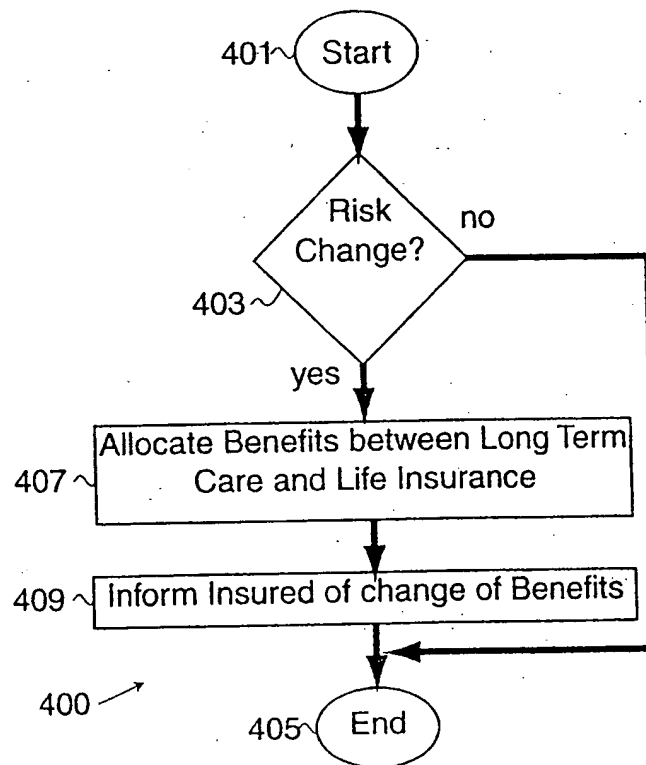 401 Start
Risk
Change?
no
403
yes
Allocate Benefits between Long Term
407 Care and Life Insurance
409 Inform Insured of change of Benefits
400
405 End